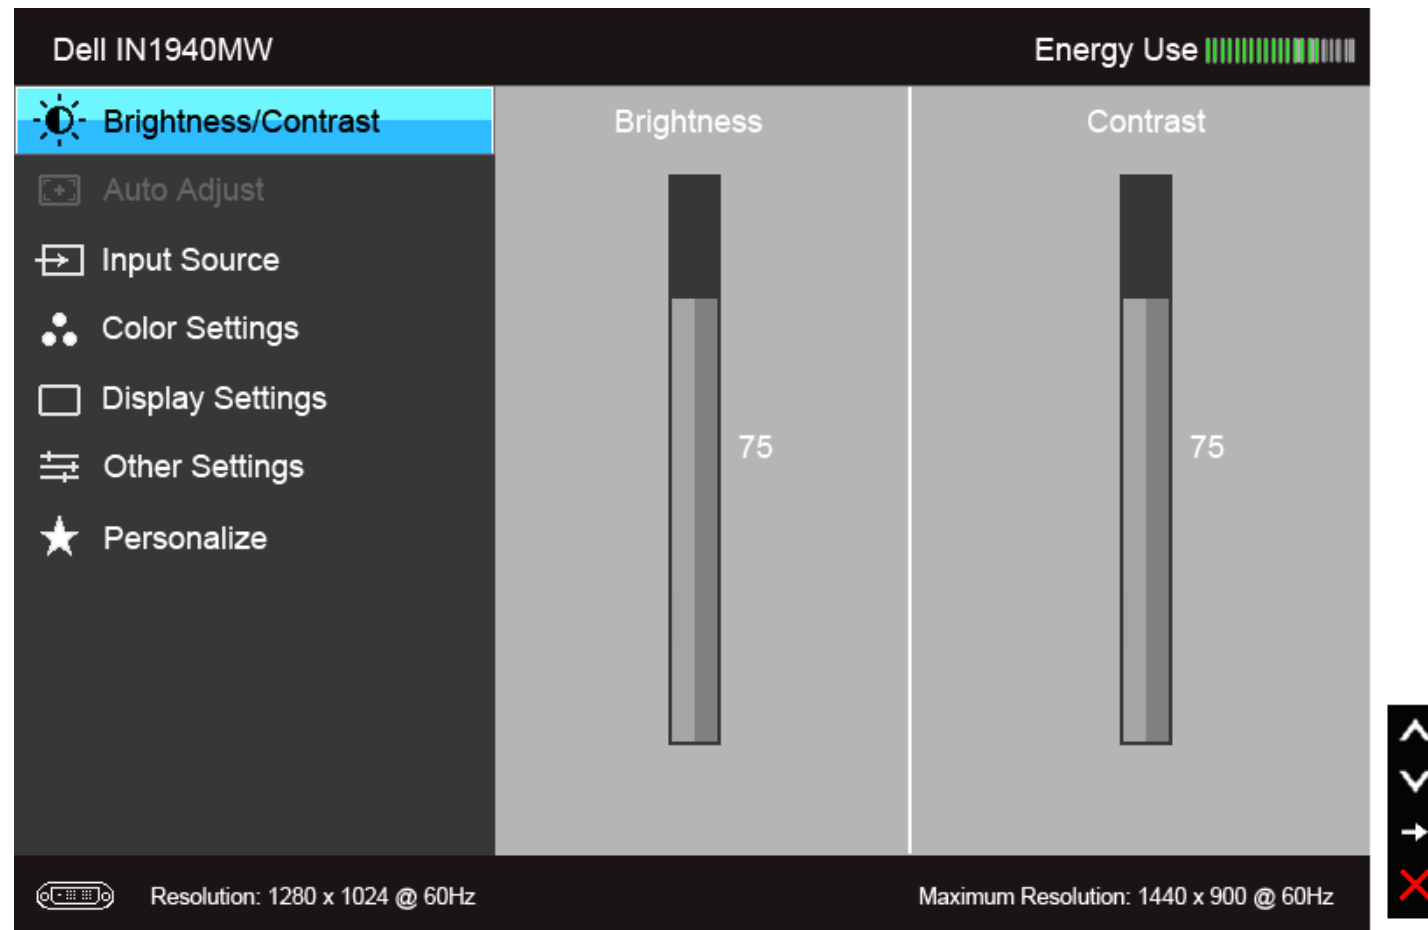 Dell IN1940MW
Energy Use
Brightness/Contrast
Auto Adjust
Input Source
Color Settings
Display Settings
Other Settings
Personalize
Brightness
75
Contrast
75
Resolution: 1280 x 1024 @ 60Hz
Maximum Resolution: 1440 x 900 @ 60Hz